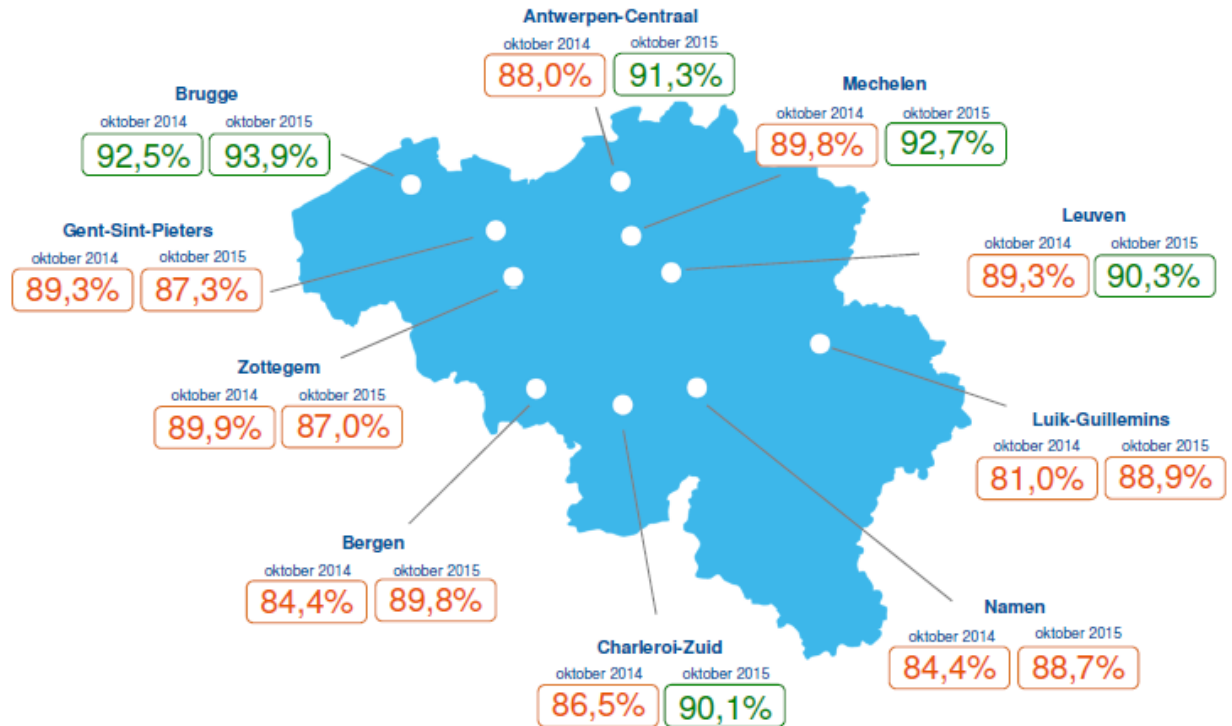 Antwerpen-Centraal
oktober 2014 oktober 2015
88,0% 91,3%
Brugge
oktober 2014 oktober 2015
92,5% 93,9%
Mechelen
oktober 2014 oktober 2015
89,8% 92,7%
Gent-Sint-Pieters
oktober 2014 oktober 2015
89,3% 87,3%
Leuven
oktober 2014 oktober 2015
89,3% 90,3%
Zottegem
oktober 2014 oktober 2015
89,9% 87,0%
Luik-Guillemins
oktober 2014 oktober 2015
81,0% 88,9%
Bergen
oktober 2014 oktober 2015
84,4% 89,8%
Namen
oktober 2014 oktober 2015
84,4% 88,7%
Charleroi-Zuid
oktober 2014 oktober 2015
86,5% 90,1%